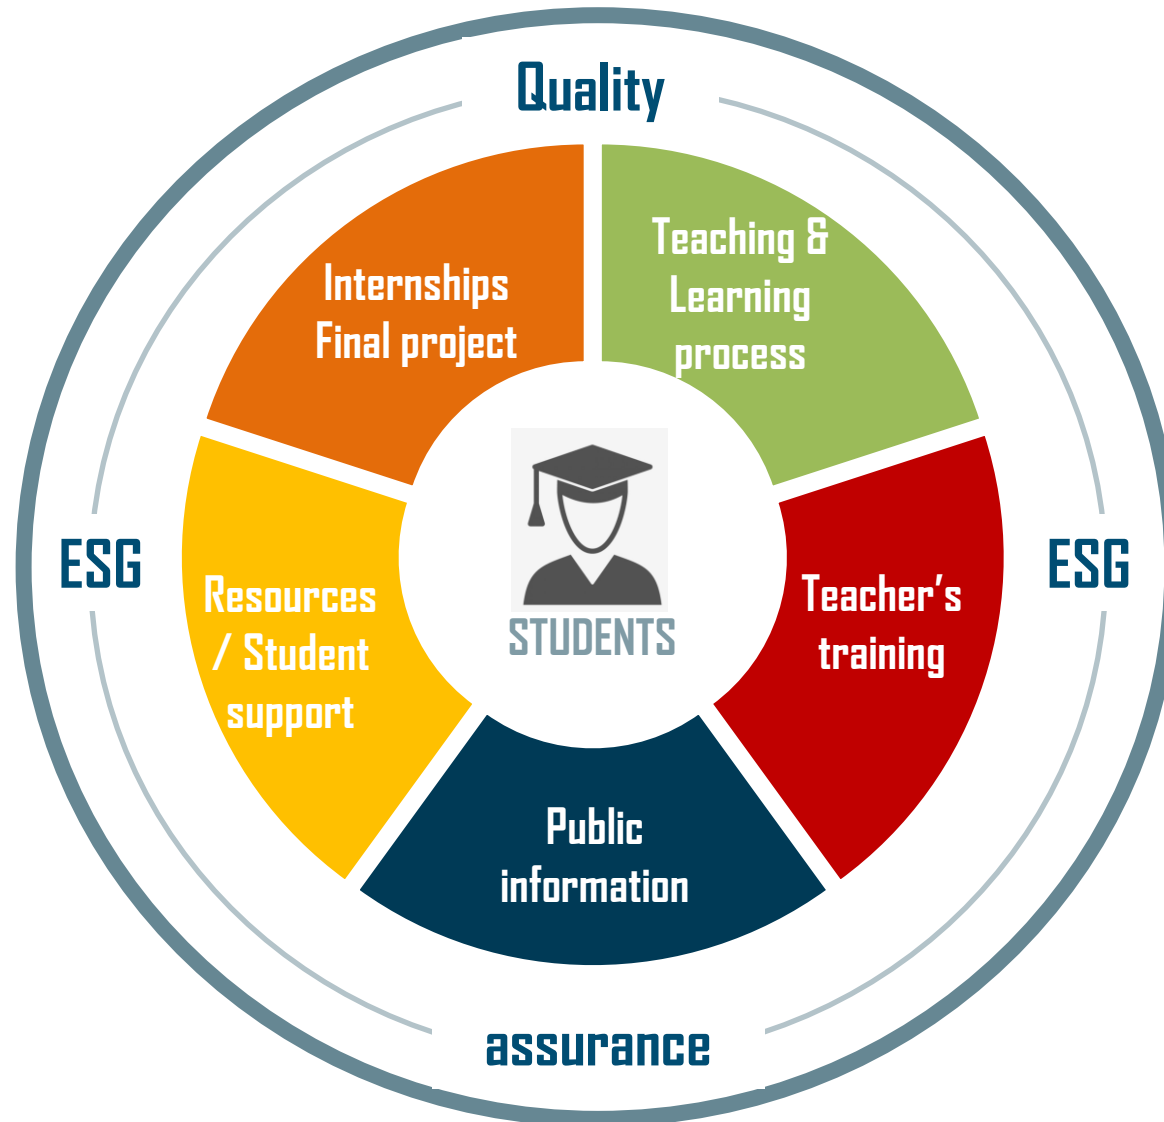 Quality
Teaching &
Learning
process
Internships
Final project
ESG
ESG
Resources
/ Student
support
STUDENTS
Teacher’s
training
Public
information
assurance